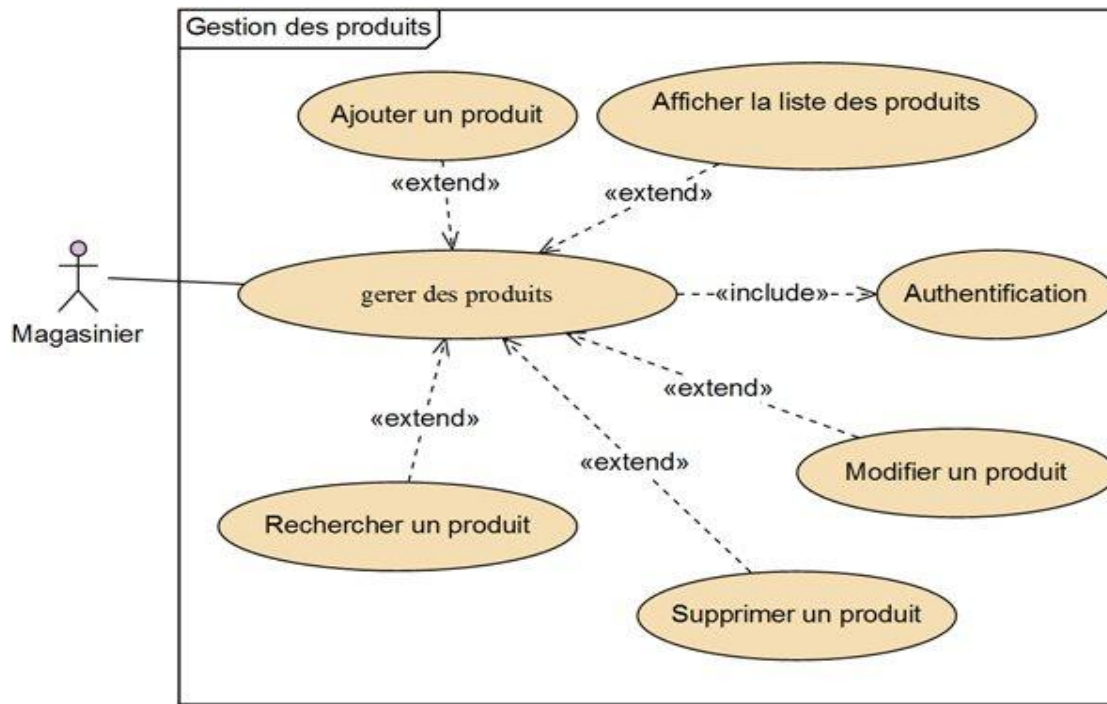 Gestion des produits
Ajouter un produit
Afficher la liste des produits
«extend»
«extend»
gerer des produits
«include»
Authentification
Magasinier
«extend»
«extend»
«extend»
Modifier un produit
Rechercher un produit
Supprimer un produit